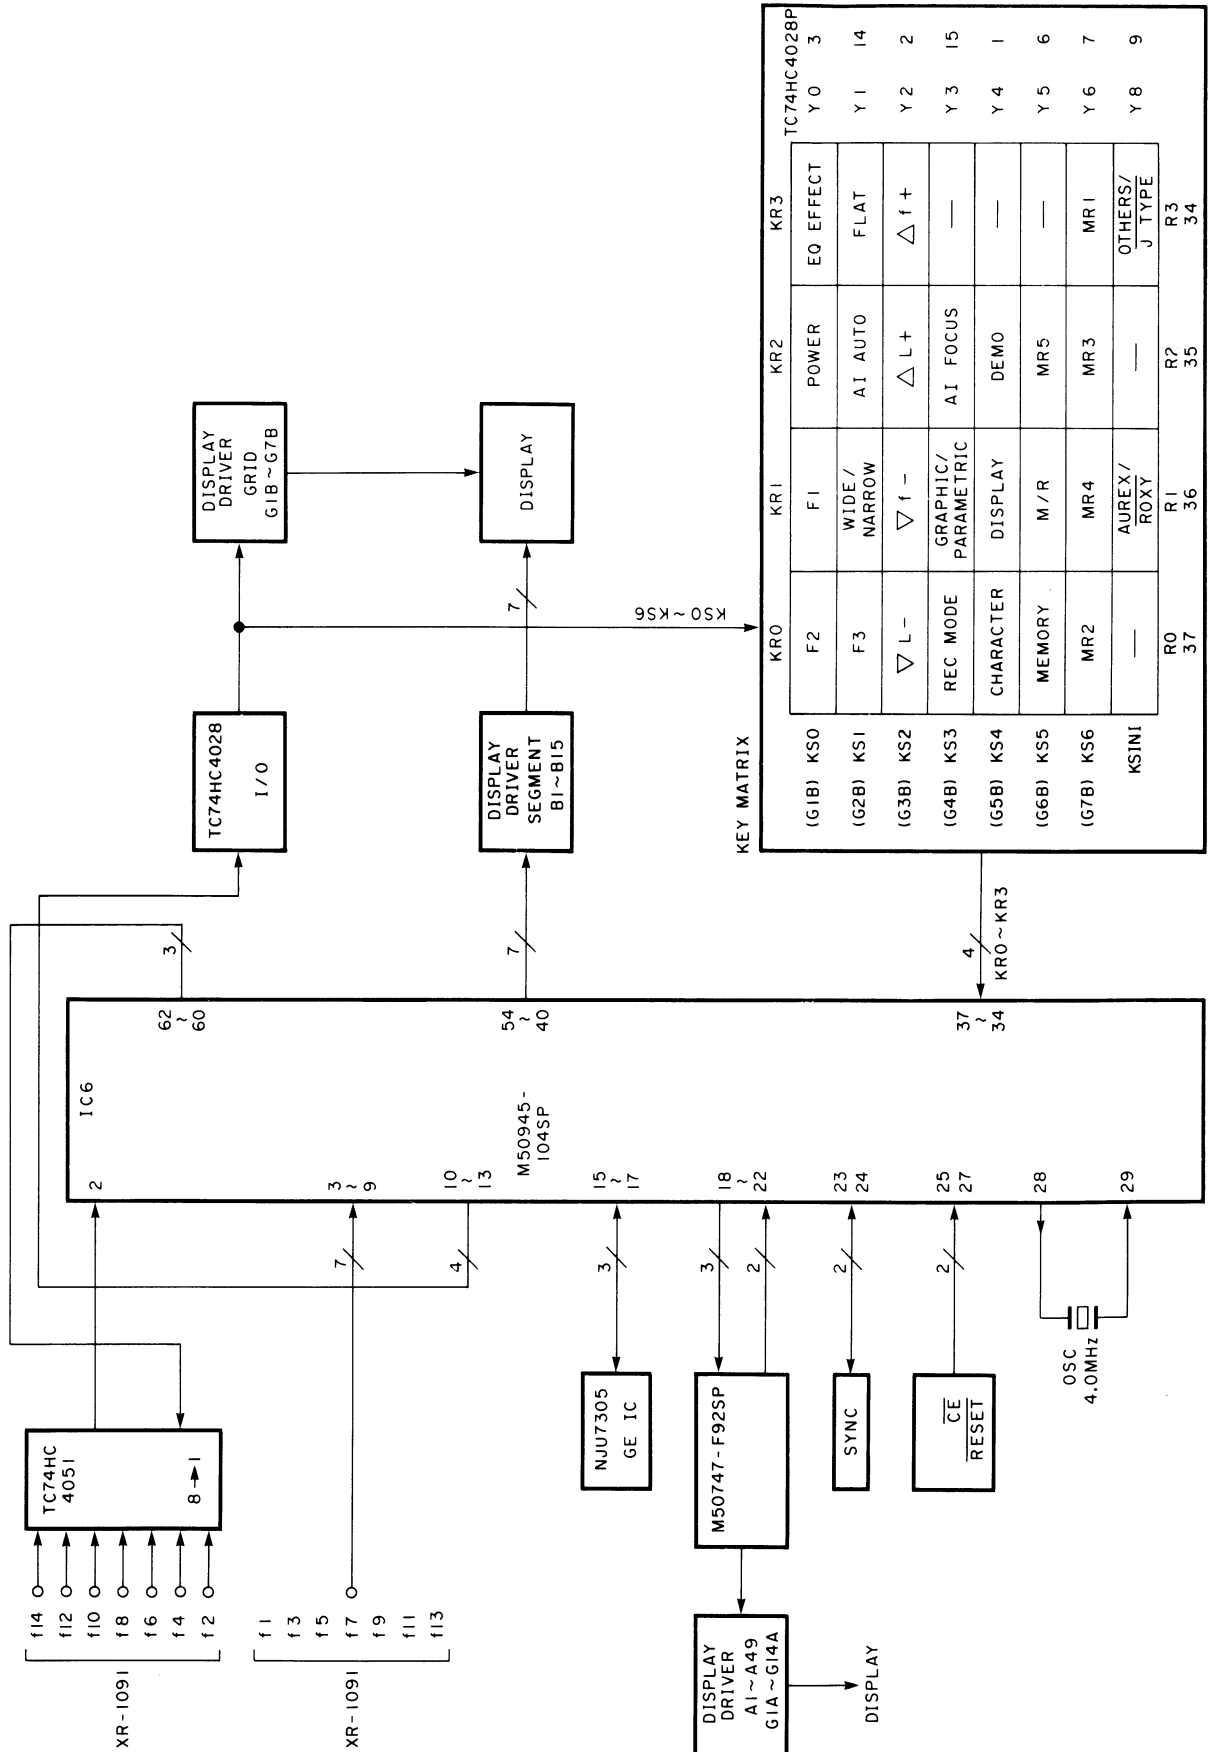 XR-1091
f14
f12
f10
f8
f6
f4
f2
XR-1091
f1
f3
f5
f7
f9
f11
f13
TC74HC
4051
8→1
NJU7305
GE IC
M50747-F92SP
DISPLAY
DRIVER
A1~A49
G1A~G14A
DISPLAY
SYNC
CE
RESET
OSC
4.0MHz
7
4
3
3
2
2
2
IC6
M50945-
104SP
2
3
~
9
10
~
13
15
~
17
18
~
22
23
24
25
27
28
29
62
~
60
54
~
40
37
~
34
3
7
4
KR0~KR3
TC74HC4028
I/O
DISPLAY
DRIVER
SEGMENT
B1~B15
7
DISPLAY
DRIVER
GRID
G1B~G7B
DISPLAY
KS0~KS6
KEY MATRIX
KR0 KR1 KR2 KR3 TC74HC4028P
(G1B) KS0 F2 F1 POWER EQ EFFECT Y0 3
(G2B) KS1 F3 WIDE/ NARROW AI AUTO FLAT Y1 14
(G3B) KS2 ▽L- ▽f- △L+ △f+ Y2 2
(G4B) KS3 REC MODE GRAPHIC/ PARAMETRIC AI FOCUS — Y3 15
(G5B) KS4 CHARACTER DISPLAY DEMO — Y4 1
(G6B) KS5 MEMORY M/R MR5 — Y5 6
(G7B) KS6 MR2 MR4 MR3 MR1 Y6 7
KSINI — AUREX/ ROXY — OTHERS/ J TYPE Y8 9
R0 R1 R2 R3
37 36 35 34